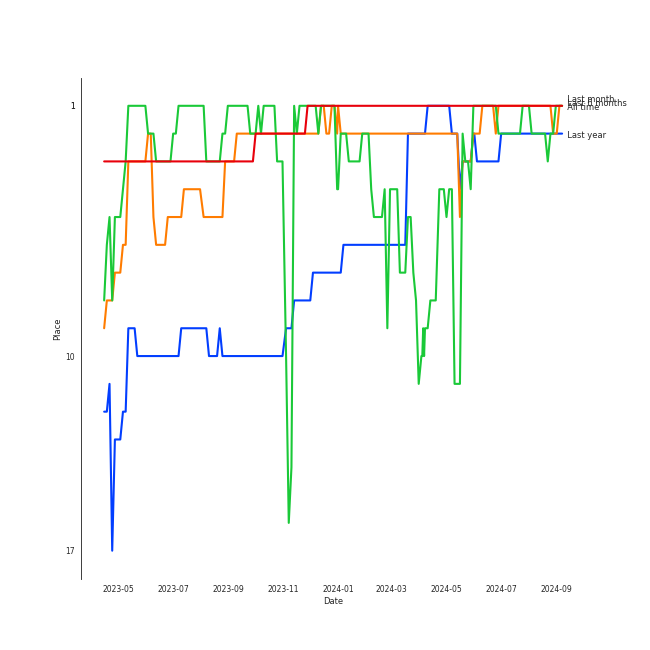 Last month
Last 6 months
All time
Last year
1
10
17
Place
2023-05 2023-07 2023-09 2023-11 2024-01 2024-03 2024-05 2024-07 2024-09
Date